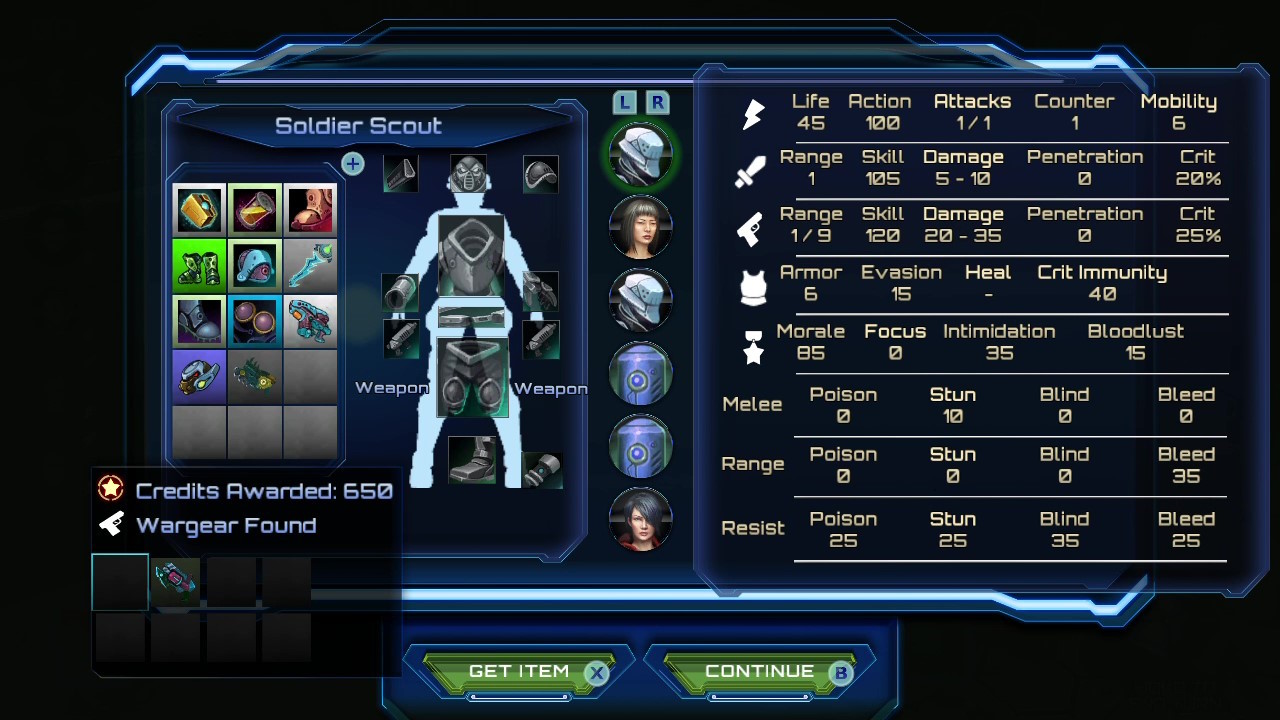 Soldier Scout
Weapon
Weapon
Credits Awarded: 650
Wargear Found
L R
Life Action Attacks Counter Mobility
45 100 1/1 1 6
Range Skill Damage Penetration Crit
1 105 5 - 10 0 20%
Range Skill Damage Penetration Crit
1/9 120 20 - 35 0 25%
Armor Evasion Heal Crit Immunity
6 15 - 40
Morale Focus Intimidation Bloodlust
85 0 35 15
Melee Poison Stun Blind Bleed
0 10 0 0
Range Poison Stun Blind Bleed
0 0 0 35
Resist Poison Stun Blind Bleed
25 25 35 25
GET ITEM X
CONTINUE B